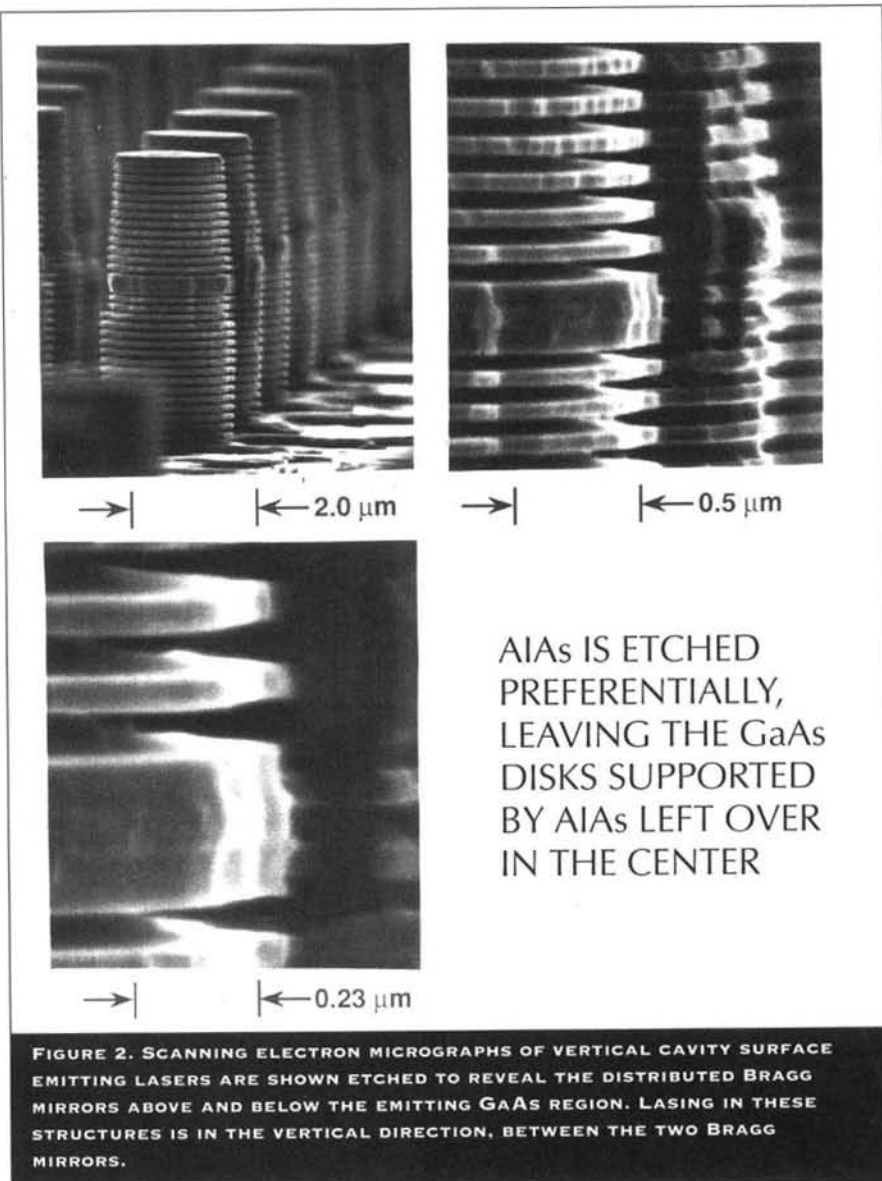 2.0 μm
0.5 μm
AlAs IS ETCHED
PREFERENTIALLY,
LEAVING THE GaAs
DISKS SUPPORTED
BY AlAs LEFT OVER
IN THE CENTER
0.23 μm
FIGURE 2. SCANNING ELECTRON MICROGRAPHS OF VERTICAL CAVITY SURFACE
EMITTING LASERS ARE SHOWN ETCHED TO REVEAL THE DISTRIBUTED BRAGG
MIRRORS ABOVE AND BELOW THE EMITTING GaAs REGION. LASING IN THESE
STRUCTURES IS IN THE VERTICAL DIRECTION, BETWEEN THE TWO BRAGG
MIRRORS.